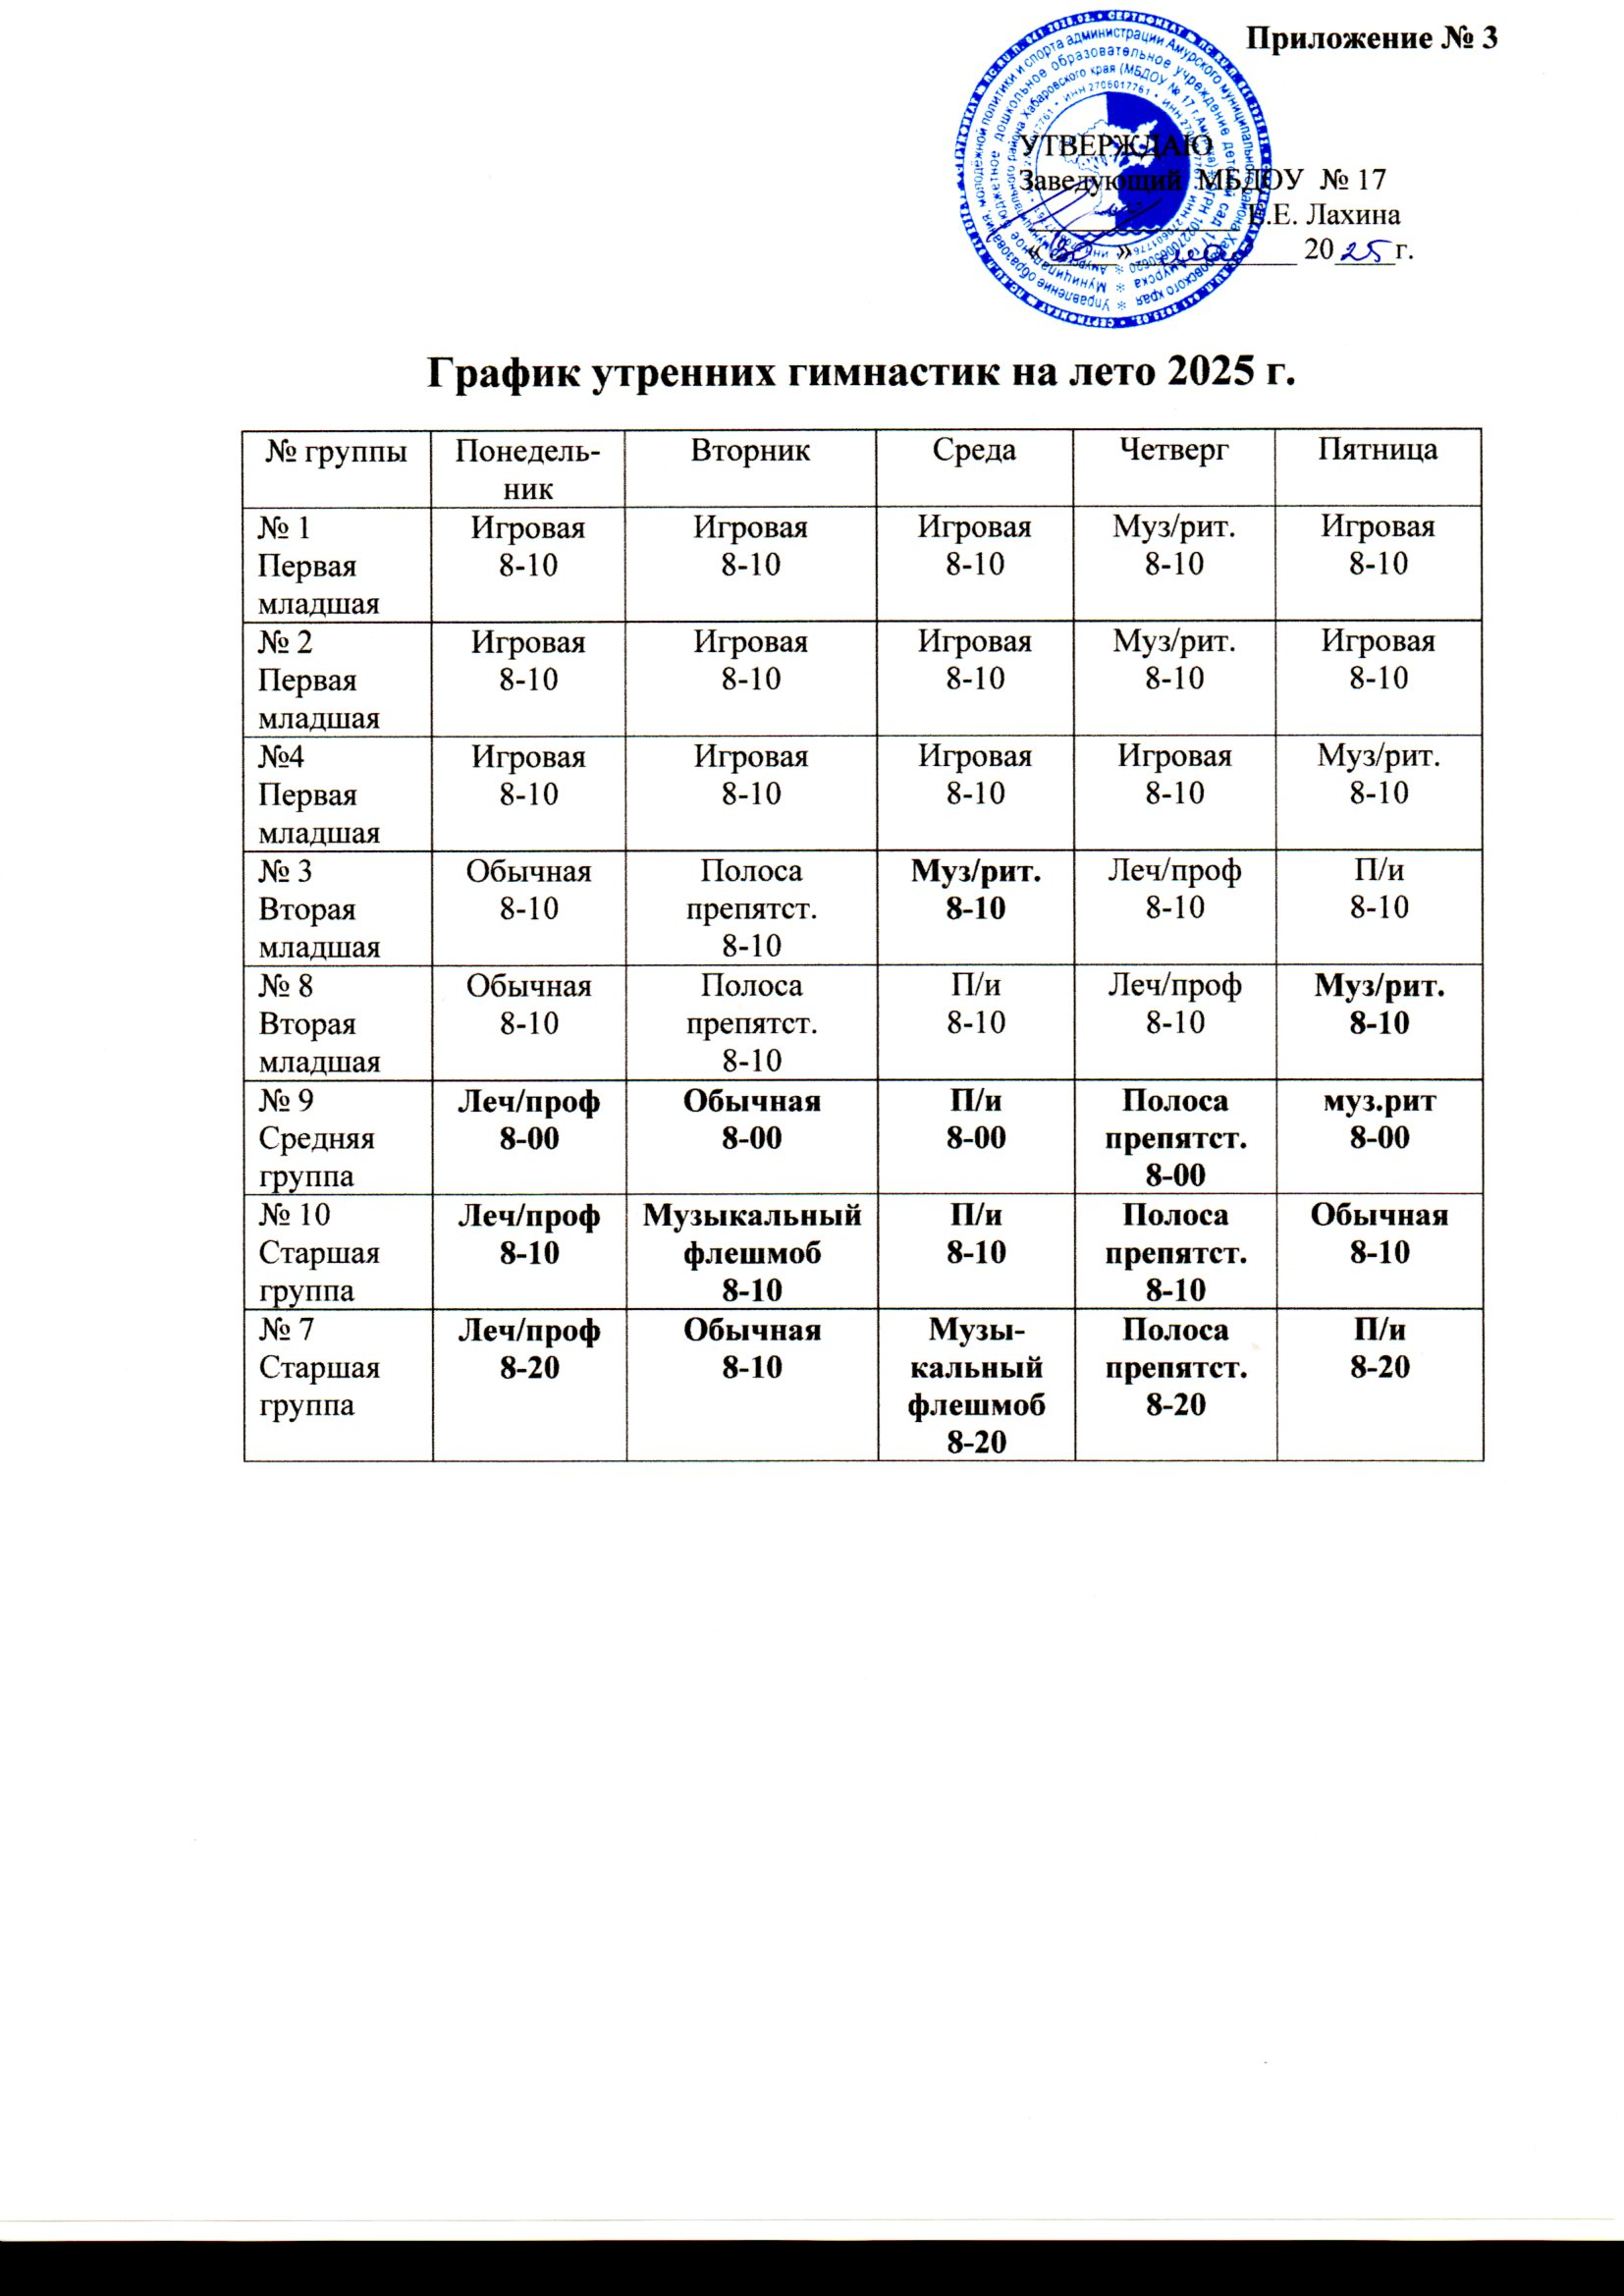 Приложение № 3
УТВЕРЖДАЮ
Заведующий МБДОУ № 17
Е.Е. Лахина
« » мая 2025 г.
График утренних гимнастик на лето 2025 г.
№ группы Понедель- Вторник Среда Четверг Пятница
ник
№ 1 Игровая Игровая Игровая Муз/рит. Игровая
Первая 8-10 8-10 8-10 8-10 8-10
младшая
№ 2 Игровая Игровая Игровая Муз/рит. Игровая
Первая 8-10 8-10 8-10 8-10 8-10
младшая
№4 Игровая Игровая Игровая Игровая Муз/рит.
Первая 8-10 8-10 8-10 8-10 8-10
младшая
№ 3 Обычная Полоса Муз/рит. Леч/проф П/и
Вторая 8-10 препятст. 8-10 8-10 8-10
младшая 8-10
№ 8 Обычная Полоса П/и Леч/проф Муз/рит.
Вторая 8-10 препятст. 8-10 8-10 8-10
младшая 8-10
№ 9 Леч/проф Обычная П/и Полоса муз.рит
Средняя 8-00 8-00 8-00 препятст. 8-00
группа 8-00
№ 10 Леч/проф Музыкальный П/и Полоса Обычная
Старшая 8-10 флешмоб 8-10 препятст. 8-10
группа 8-10 8-10
№ 7 Леч/проф Обычная Музы- Полоса П/и
Старшая 8-20 8-10 кальный препятст. 8-20
группа флешмоб 8-20
8-20